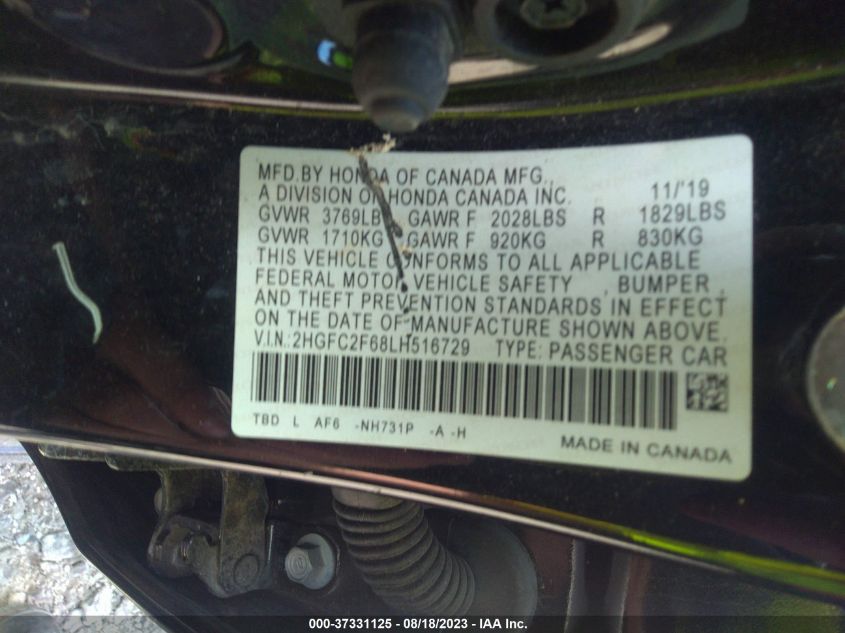 MFD.BY HONDA OF CANADA MFG.,
A DIVISION OF HONDA CANADA INC. 11/'19
GVWR 3769LBS GAWR F 2028LBS R 1829LBS
GVWR 1710KG GAWR F 920KG R 830KG
THIS VEHICLE CONFORMS TO ALL APPLICABLE
FEDERAL MOTOR VEHICLE SAFETY , BUMPER ,
AND THEFT PREVENTION STANDARDS IN EFFECT
ON THE DATE OF MANUFACTURE SHOWN ABOVE.
V.I.N.:2HGFC2F68LH516729 TYPE: PASSENGER CAR
TBD L AF6 -NH731P -A -H
MADE IN CANADA
000-37331125 - 08/18/2023 - IAA Inc.